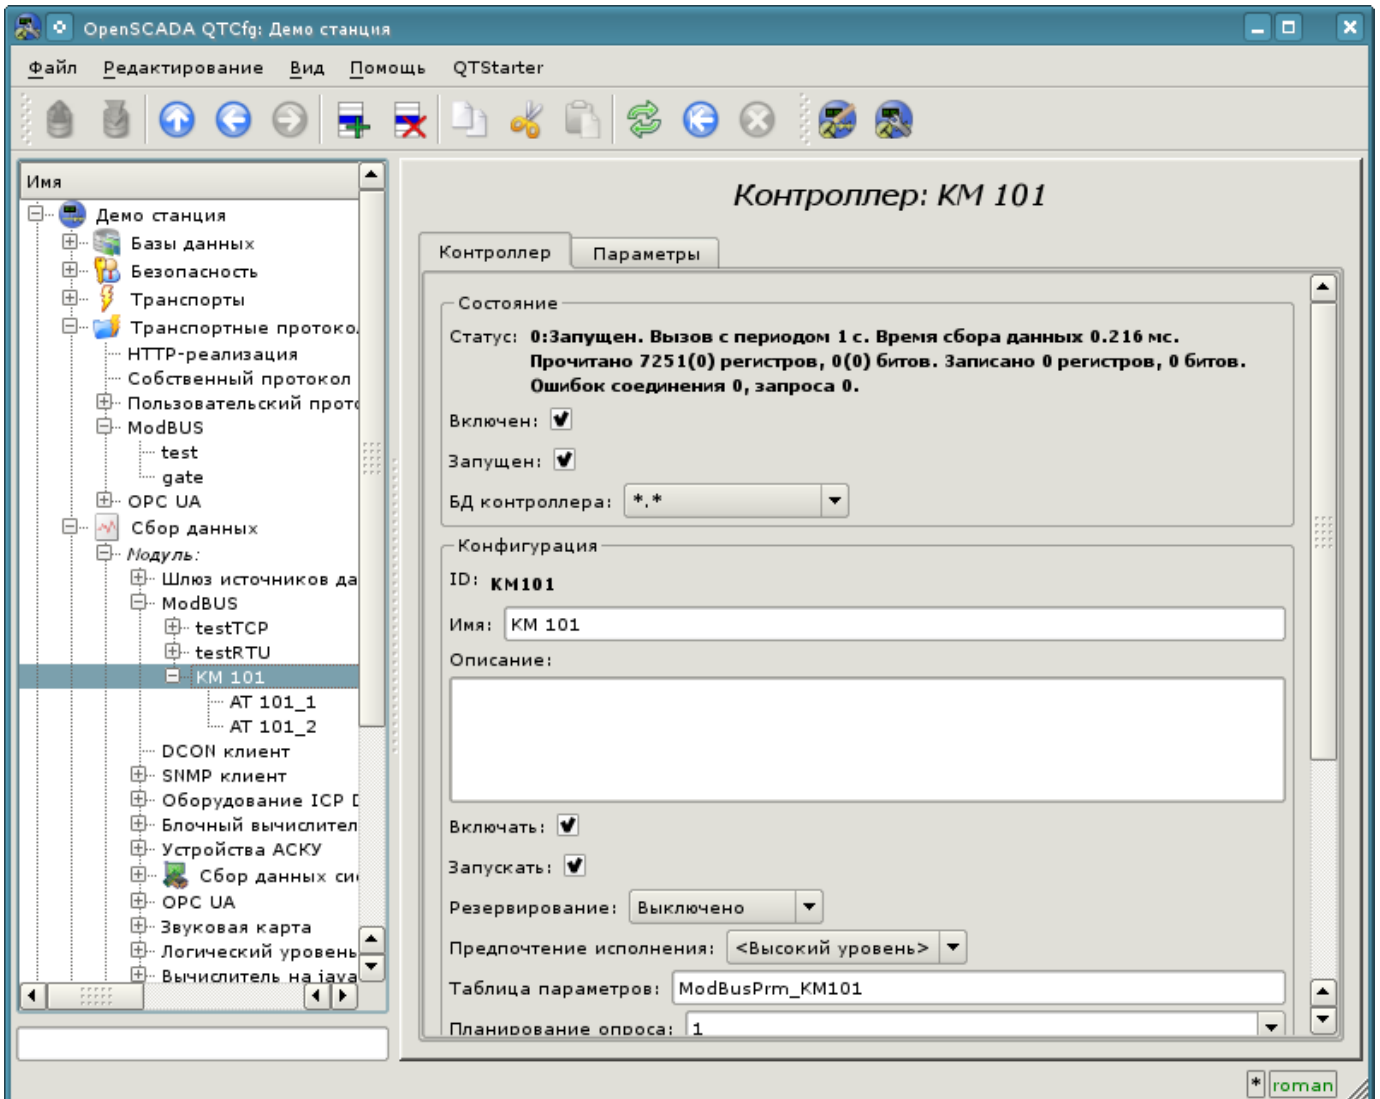 OpenSCADA QTCfg: Демо станция
Файл Редактирование Вид Помощь QTStarter
Имя
Демо станция
Базы данных
Безопасность
Транспорты
Транспортные протоко.
HTTP-реализация
Собственный протокол
Пользовательский прото
ModBUS
test
gate
OPC UA
Сбор данных
Модуль:
Шлюз источников да
ModBUS
testTCP
testRTU
КМ 101
AT 101_1
AT 101_2
DCON клиент
SNMP клиент
Оборудование ICP D
Блочный вычислител
Устройства АСКУ
Сбор данных си
OPC UA
Звуковая карта
Логический уровень
Вычислитель на java
Контроллер: КМ 101
Контроллер Параметры
Состояние
Статус: 0:Запущен. Вызов с периодом 1 с. Время сбора данных 0.216 мс.
Прочитано 7251(0) регистров, 0(0) битов. Записано 0 регистров, 0 битов.
Ошибок соединения 0, запроса 0.
Включен:
Запущен:
БД контроллера: *.*
Конфигурация
ID: KM101
Имя: КМ 101
Описание:
Включать:
Запускать:
Резервирование: Выключено
Предпочтение исполнения: <Высокий уровень>
Таблица параметров: ModBusPrm_KM101
Планирование опроса: 1
* roman